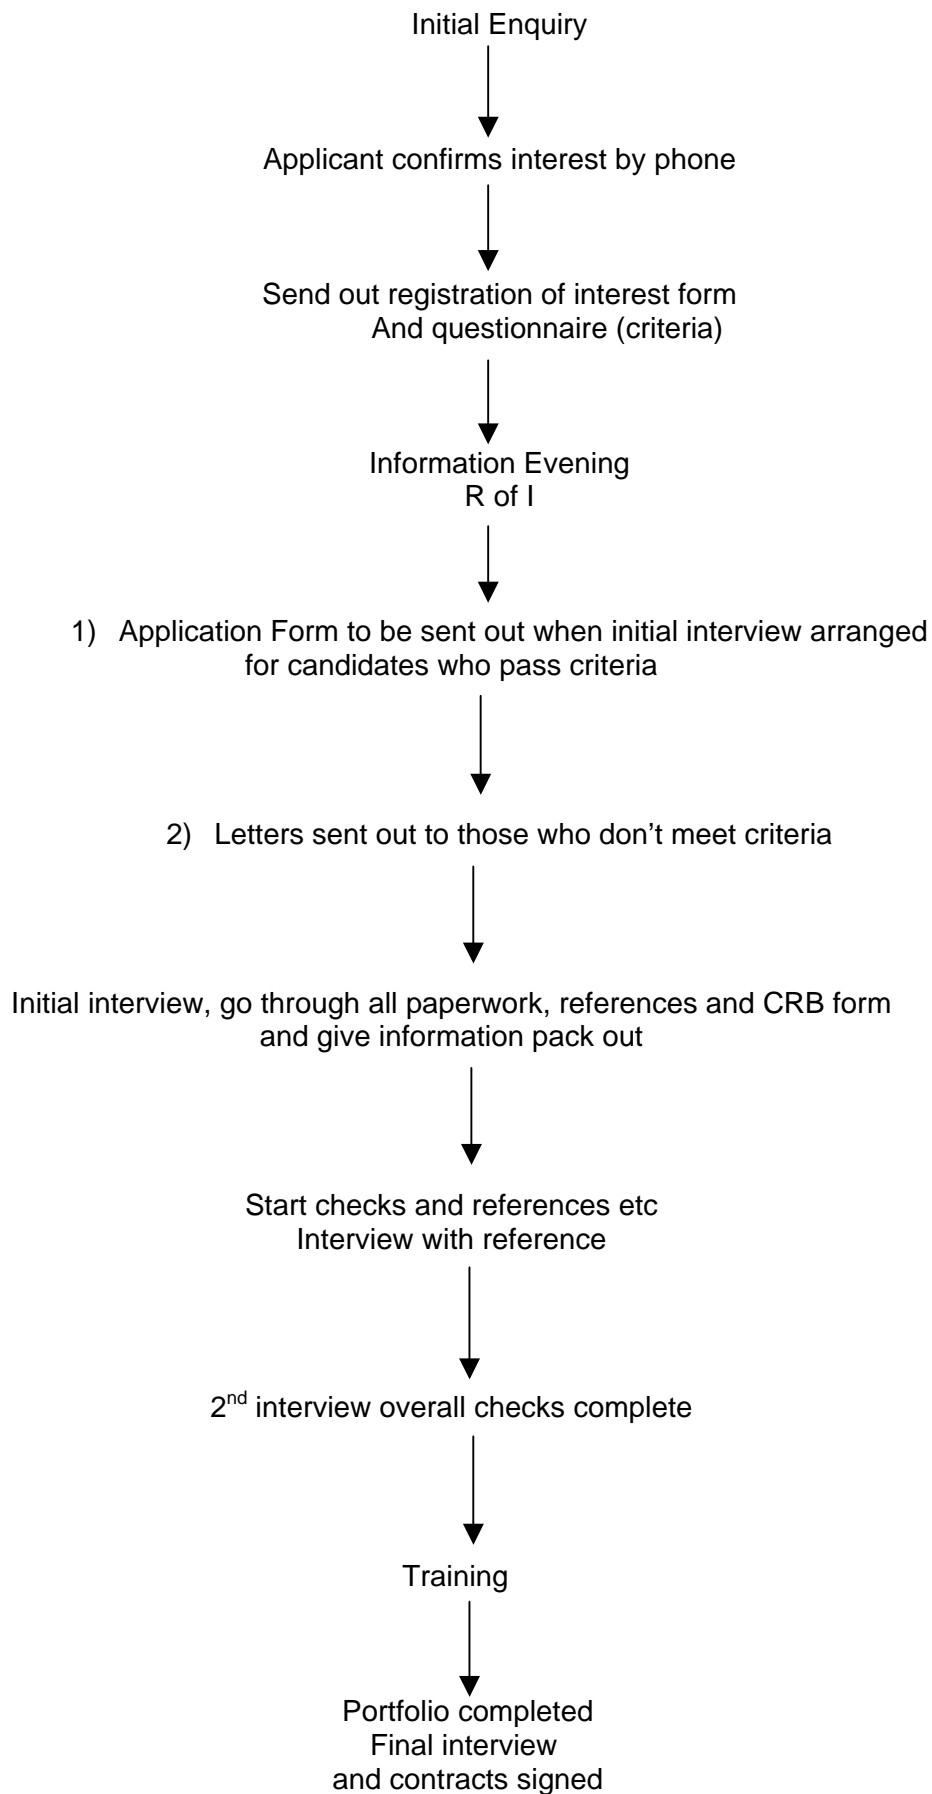 Initial Enquiry
Applicant confirms interest by phone
Send out registration of interest form
And questionnaire (criteria)
Information Evening
R of I
1) Application Form to be sent out when initial interview arranged
for candidates who pass criteria
2) Letters sent out to those who don’t meet criteria
Initial interview, go through all paperwork, references and CRB form
and give information pack out
Start checks and references etc
Interview with reference
2nd interview overall checks complete
Training
Portfolio completed
Final interview
and contracts signed